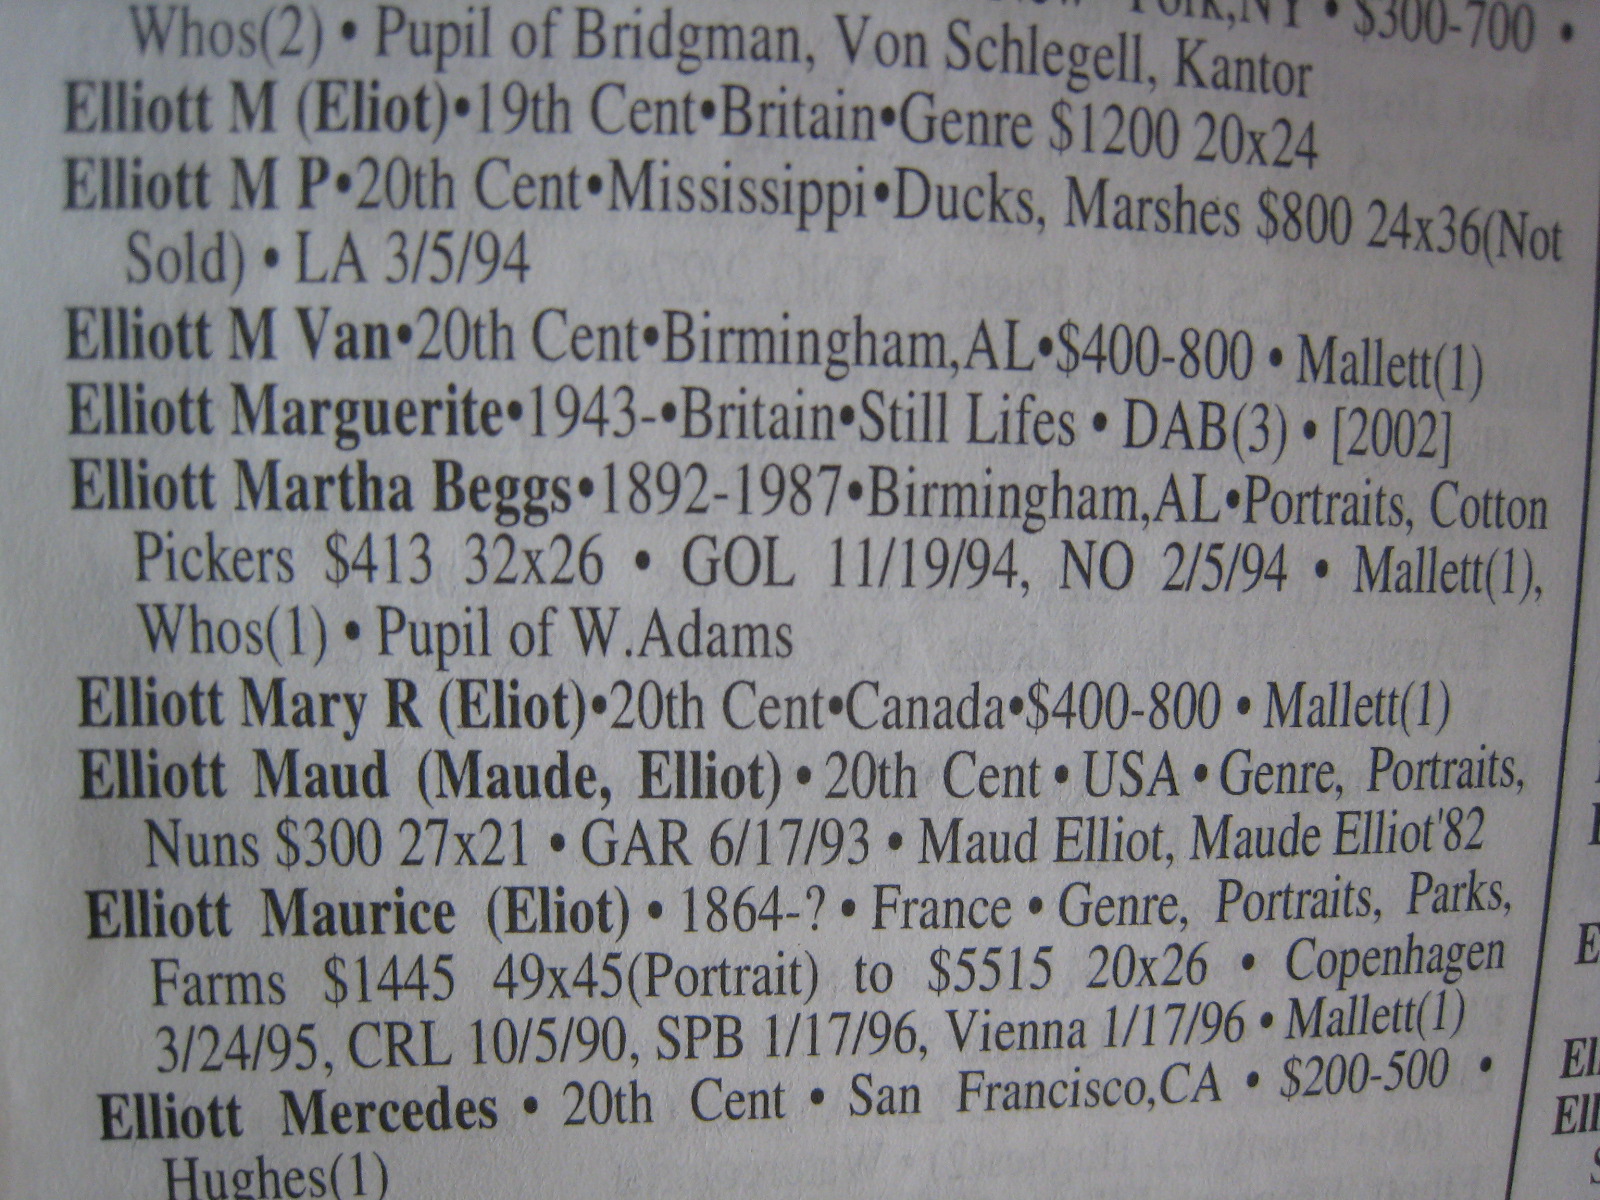 York,NY • $300-700 •
Whos(2) • Pupil of Bridgman, Von Schlegell, Kantor
Elliott M (Eliot)•19th Cent•Britain•Genre $1200 20x24
Elliott M P•20th Cent•Mississippi•Ducks, Marshes $800 24x36(Not
Sold) • LA 3/5/94
Elliott M Van•20th Cent•Birmingham,AL•$400-800 • Mallett(1)
Elliott Marguerite•1943-•Britain•Still Lifes • DAB(3) • [2002]
Elliott Martha Beggs•1892-1987•Birmingham,AL•Portraits, Cotton
Pickers $413 32x26 • GOL 11/19/94, NO 2/5/94 • Mallett(1),
Whos(1) • Pupil of W.Adams
Elliott Mary R (Eliot)•20th Cent•Canada•$400-800 • Mallett(1)
Elliott Maud (Maude, Elliot) • 20th Cent • USA • Genre, Portraits,
Nuns $300 27x21 • GAR 6/17/93 • Maud Elliot, Maude Elliot'82
Elliott Maurice (Eliot) • 1864-? • France • Genre, Portraits, Parks,
Farms $1445 49x45(Portrait) to $5515 20x26 • Copenhagen
3/24/95, CRL 10/5/90, SPB 1/17/96, Vienna 1/17/96 • Mallett(1)
Elliott Mercedes • 20th Cent • San Francisco,CA • $200-500 •
Hughes(1)